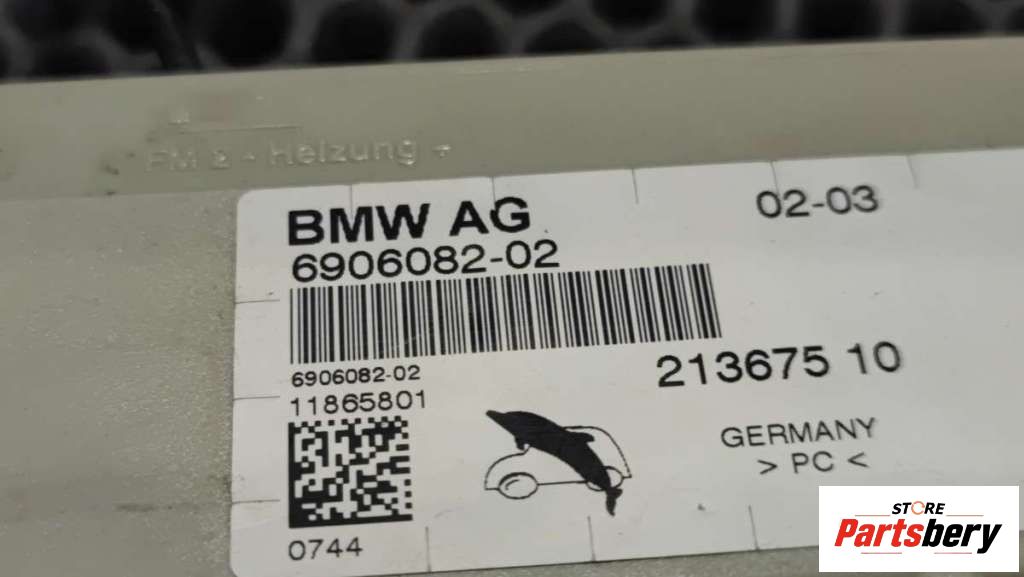 FM 2 - Heizung +
BMW AG
02-03
6906082-02
6906082-02
213675 10
11865801
GERMANY
> PC <
0744
STORE
Partsbery